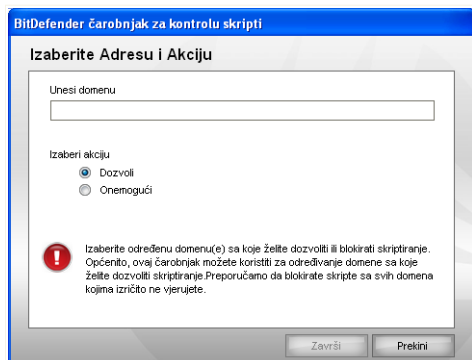 BitDefender čarobnjak za kontrolu skripti
Izaberite Adresu i Akciju
Unesi domenu
Izaberi akciju
Dozvoli
Onemogući
Izaberite određenu domenu(e) sa koje želite dozvoliti ili blokirati skriptiranje.
Općenito, ovaj čarobnjak možete koristiti za određivanje domene sa koje
želite dozvoliti skriptiranje.Preporučamo da blokirate skripte sa svih domena
kojima izričito ne vjerujete.
Završi Prekini